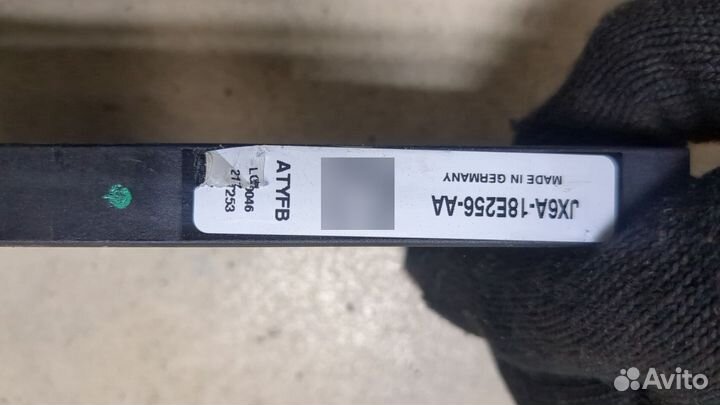 JX6A-18E256-AA
MADE IN GERMANY
ATYFB
Avito